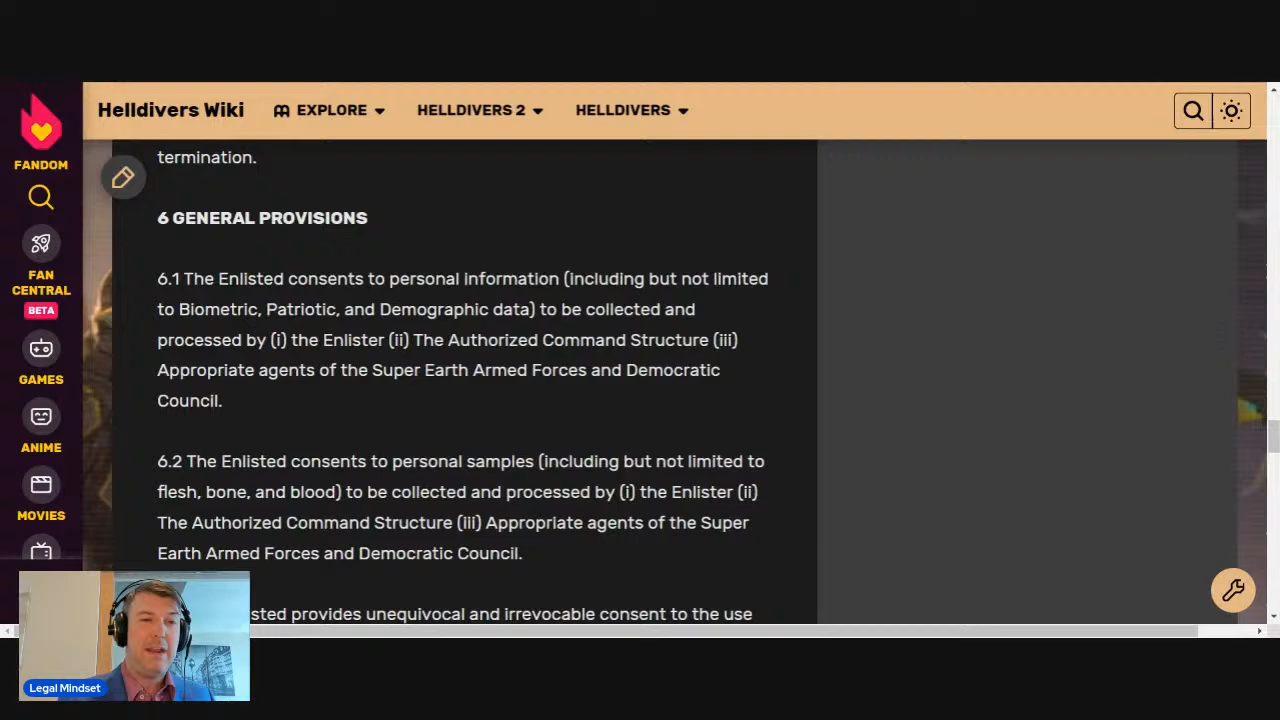 Helldivers Wiki
EXPLORE
HELLDIVERS 2
HELLDIVERS
FANDOM
FAN
CENTRAL
BETA
GAMES
ANIME
MOVIES
termination.
6 GENERAL PROVISIONS
6.1 The Enlisted consents to personal information (including but not limited
to Biometric, Patriotic, and Demographic data) to be collected and
processed by (i) the Enlister (ii) The Authorized Command Structure (iii)
Appropriate agents of the Super Earth Armed Forces and Democratic
Council.
6.2 The Enlisted consents to personal samples (including but not limited to
flesh, bone, and blood) to be collected and processed by (i) the Enlister (ii)
The Authorized Command Structure (iii) Appropriate agents of the Super
Earth Armed Forces and Democratic Council.
sted provides unequivocal and irrevocable consent to the use
Legal Mindset